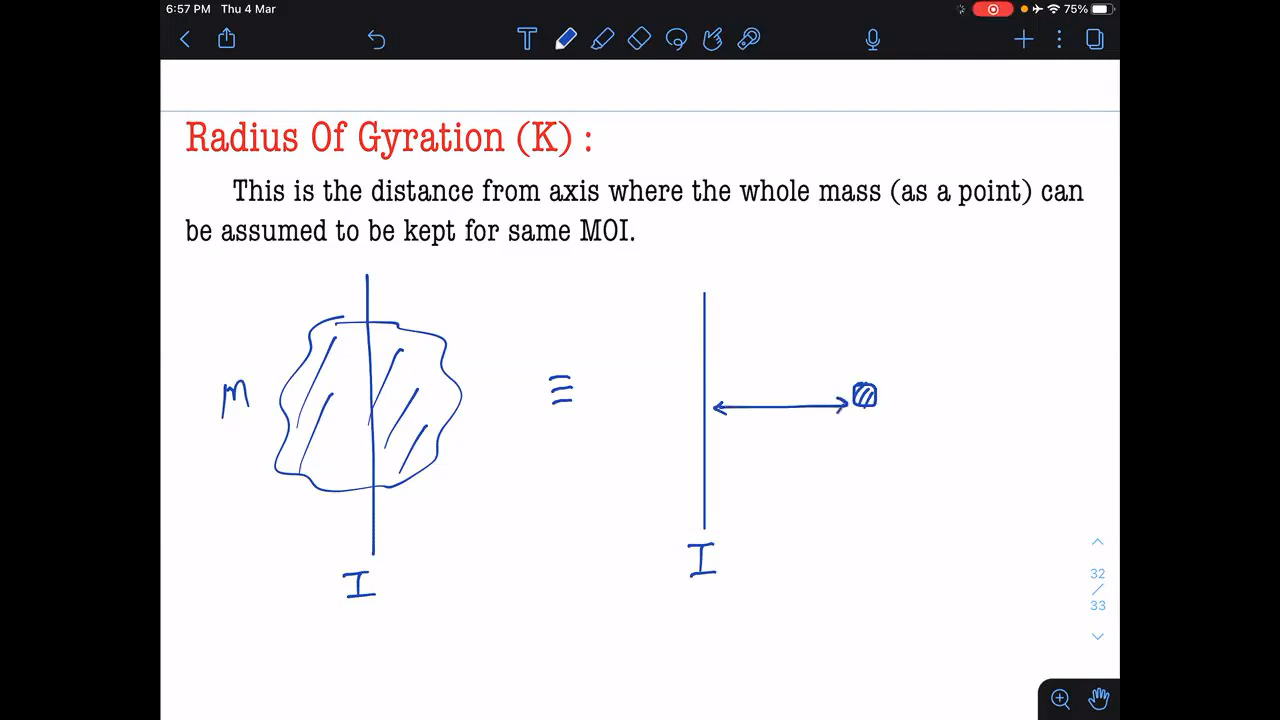 6:57 PM Thu 4 Mar
75%
T
Radius Of Gyration (K) :
This is the distance from axis where the whole mass (as a point) can
be assumed to be kept for same MOI.
M
≡
I
I
32
/
33